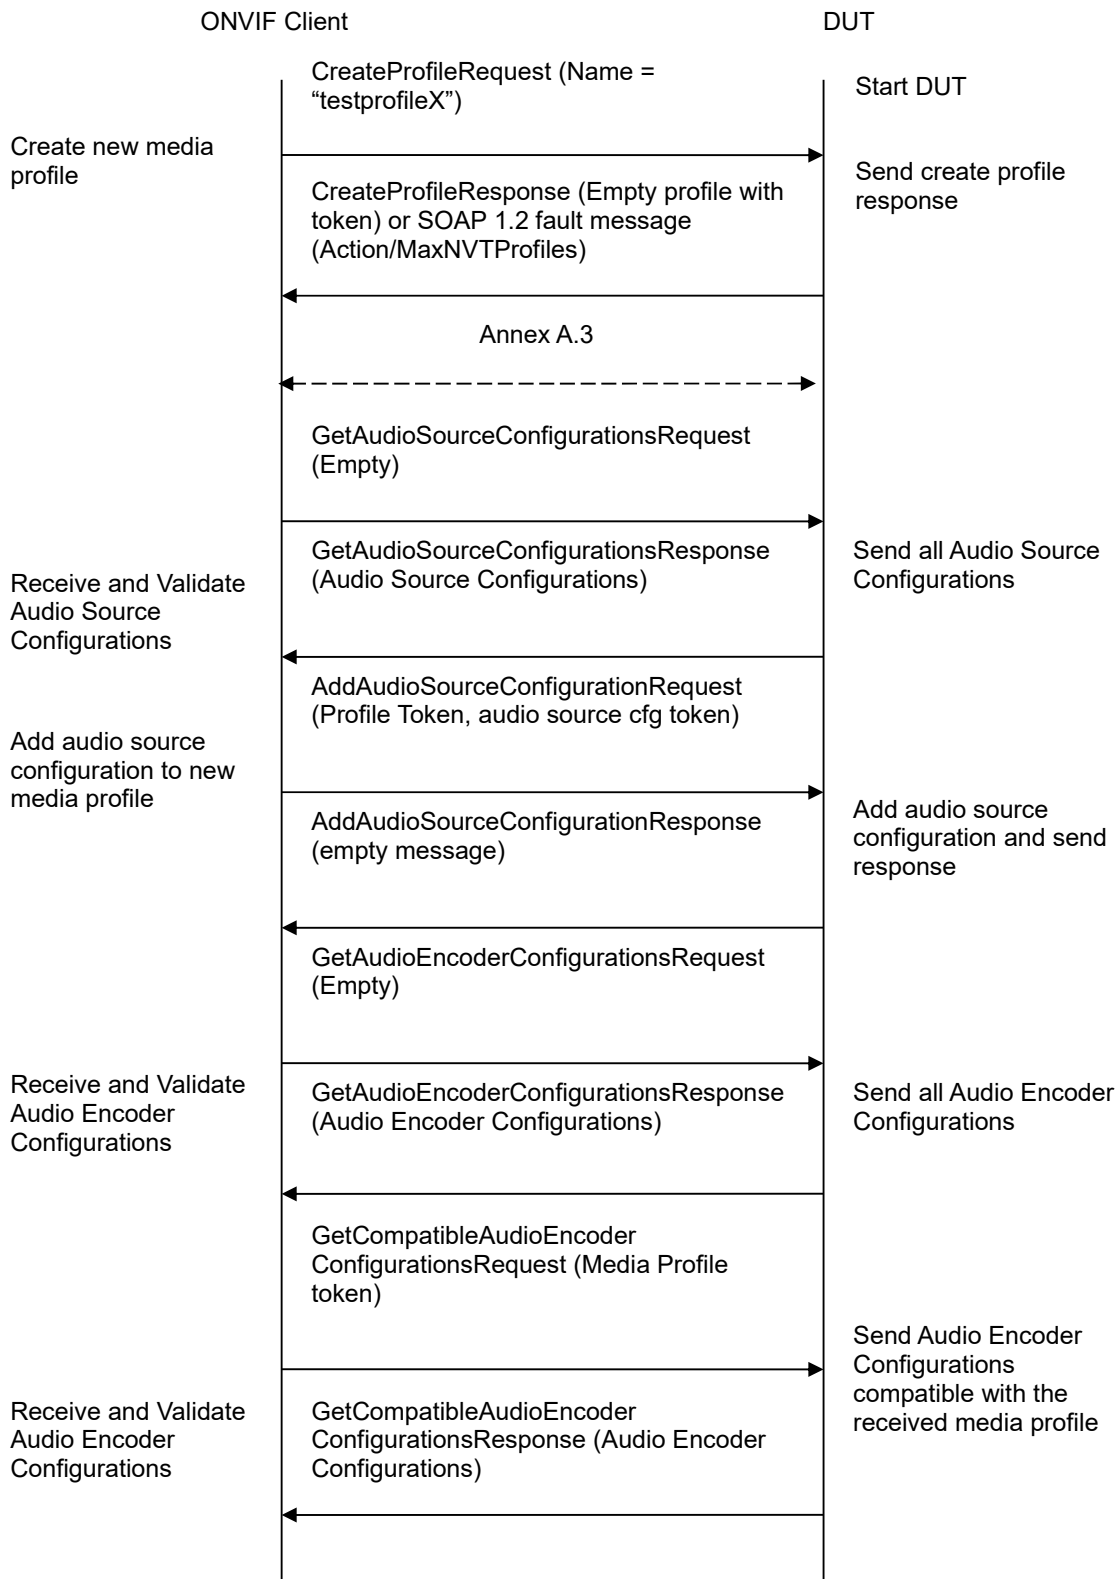 ONVIF Client
DUT
CreateProfileRequest (Name =
“testprofileX”)
Start DUT
Create new media
profile
Send create profile
response
CreateProfileResponse (Empty profile with
token) or SOAP 1.2 fault message
(Action/MaxNVTProfiles)
Annex A.3
GetAudioSourceConfigurationsRequest
(Empty)
GetAudioSourceConfigurationsResponse
(Audio Source Configurations)
Send all Audio Source
Configurations
Receive and Validate
Audio Source
Configurations
AddAudioSourceConfigurationRequest
(Profile Token, audio source cfg token)
Add audio source
configuration to new
media profile
AddAudioSourceConfigurationResponse
(empty message)
Add audio source
configuration and send
response
GetAudioEncoderConfigurationsRequest
(Empty)
Receive and Validate
Audio Encoder
Configurations
GetAudioEncoderConfigurationsResponse
(Audio Encoder Configurations)
Send all Audio Encoder
Configurations
GetCompatibleAudioEncoder
ConfigurationsRequest (Media Profile
token)
Send Audio Encoder
Configurations
compatible with the
received media profile
Receive and Validate
Audio Encoder
Configurations
GetCompatibleAudioEncoder
ConfigurationsResponse (Audio Encoder
Configurations)